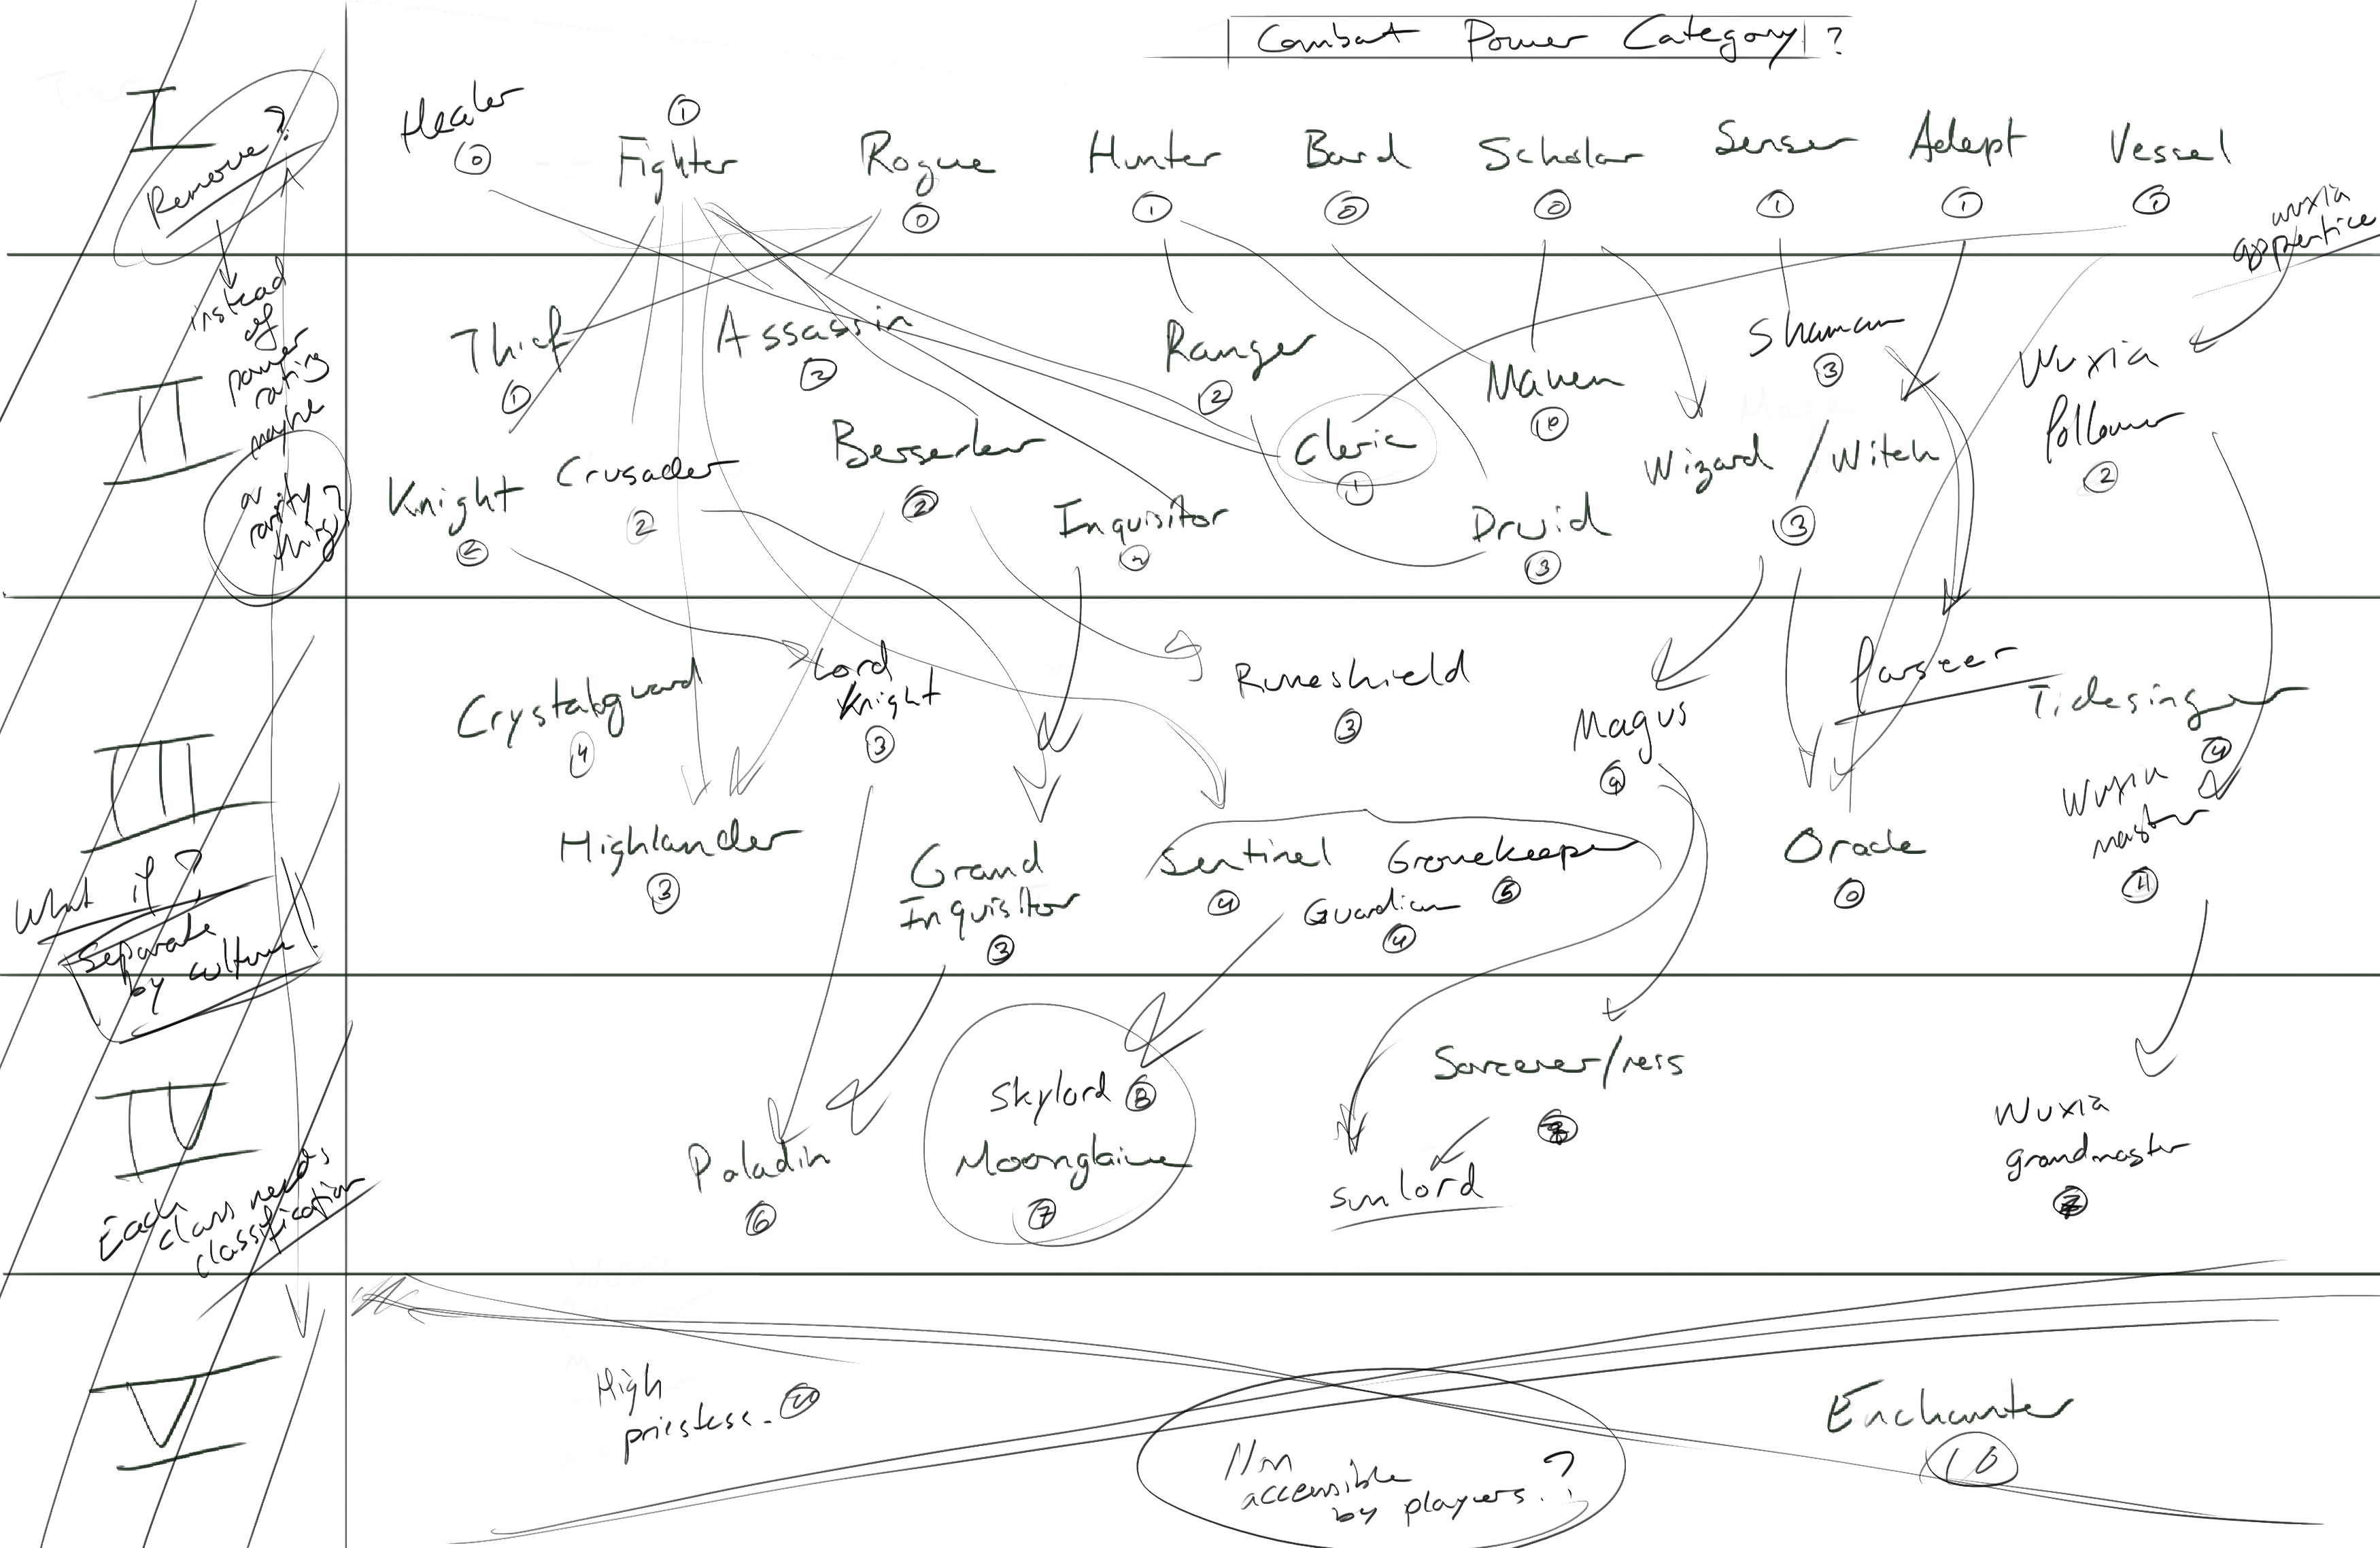 Combat Power Category ?
I
Remove?
Healer
0
1
Fighter
Rogue
0
Hunter
1
Bard
0
Scholar
0
Senser
1
Adept
1
Vessel
1
wuxia
apprentice
instead
of
power
rating
maybe
or
rarity?
thing?
II
Thief
1
Assassin
2
Ranger
2
Maven
Shaman
3
Wuxia
follower
2
Knight
2
Crusader
2
Berserker
2
Inquisitor
2
Cleric
1
Druid
3
Wizard / Witch
3
III
Crystalguard
4
Lord
Knight
3
Runeshield
3
Magus
4
Farseer
Tidesinger
4
Wuxia
master
4
Highlander
3
Grand
Inquisitor
3
Sentinel
4
Guardian
4
Grovekeeper
5
Oracle
0
What if?
Separate
by culture!
IV
Paladin
6
Skylord 8
Moonglaive
7
Sorcerer/ress
sunlord
Wuxia
grandmaster
Each class needs
classification
V
High
priestess.
Non
accessible
by players.?
Enchanter
10